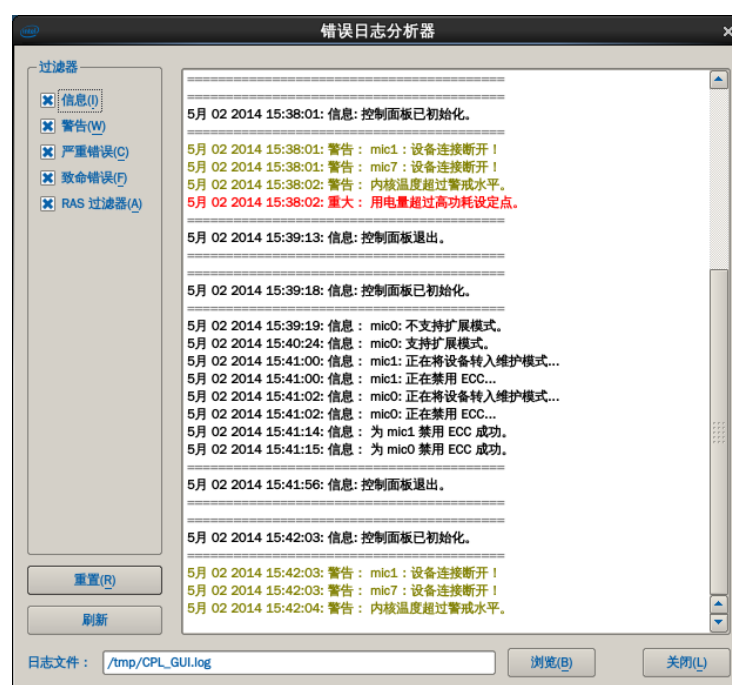 错误日志分析器
过滤器
信息(I)
警告(W)
严重错误(C)
致命错误(F)
RAS 过滤器(A)
重置(R)
刷新
========================================
========================================
5月 02 2014 15:38:01: 信息: 控制面板已初始化。
========================================
5月 02 2014 15:38:01: 警告： mic1：设备连接断开！
5月 02 2014 15:38:01: 警告： mic7：设备连接断开！
5月 02 2014 15:38:02: 警告： 内核温度超过警戒水平。
5月 02 2014 15:38:02: 重大： 用电量超过高功耗设定点。
========================================
5月 02 2014 15:39:13: 信息: 控制面板退出。
========================================
========================================
5月 02 2014 15:39:18: 信息: 控制面板已初始化。
========================================
5月 02 2014 15:39:19: 信息： mic0: 不支持扩展模式。
5月 02 2014 15:40:24: 信息： mic0: 支持扩展模式。
5月 02 2014 15:41:00: 信息： mic1: 正在将设备转入维护模式...
5月 02 2014 15:41:00: 信息： mic1: 正在禁用 ECC...
5月 02 2014 15:41:02: 信息： mic0: 正在将设备转入维护模式...
5月 02 2014 15:41:02: 信息： mic0: 正在禁用 ECC...
5月 02 2014 15:41:14: 信息： 为 mic1 禁用 ECC 成功。
5月 02 2014 15:41:15: 信息： 为 mic0 禁用 ECC 成功。
========================================
5月 02 2014 15:41:56: 信息: 控制面板退出。
========================================
========================================
5月 02 2014 15:42:03: 信息: 控制面板已初始化。
========================================
5月 02 2014 15:42:03: 警告： mic1：设备连接断开！
5月 02 2014 15:42:03: 警告： mic7：设备连接断开！
5月 02 2014 15:42:04: 警告： 内核温度超过警戒水平。
日志文件： /tmp/CPL_GUI.log 浏览(B) 关闭(L)